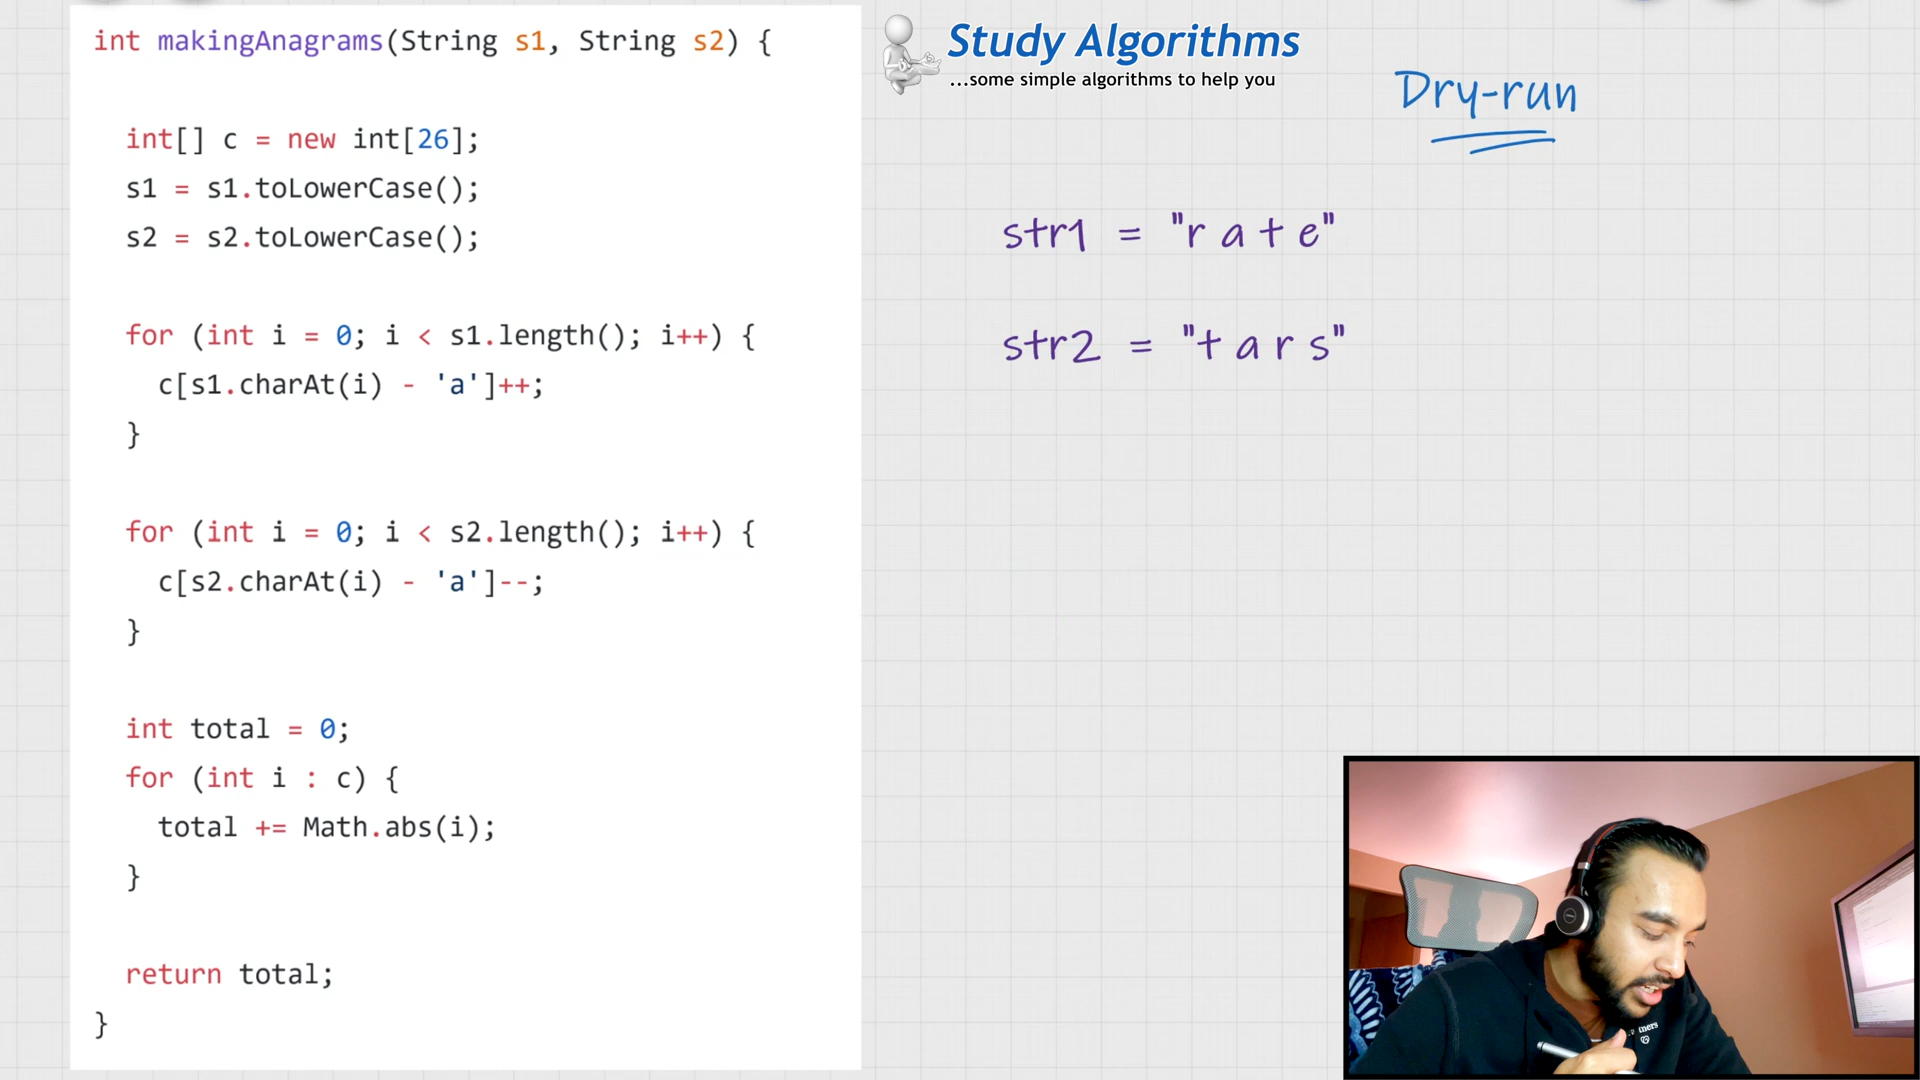 int makingAnagrams(String s1, String s2) {
int[] c = new int[26];
s1 = s1.toLowerCase();
s2 = s2.toLowerCase();
for (int i = 0; i < s1.length(); i++) {
c[s1.charAt(i) - 'a']++;
}
for (int i = 0; i < s2.length(); i++) {
c[s2.charAt(i) - 'a']--;
}
int total = 0;
for (int i : c) {
total += Math.abs(i);
}
return total;
}
Study Algorithms
...some simple algorithms to help you
Dry-run
str1 = "r a t e"
str2 = "t a r s"